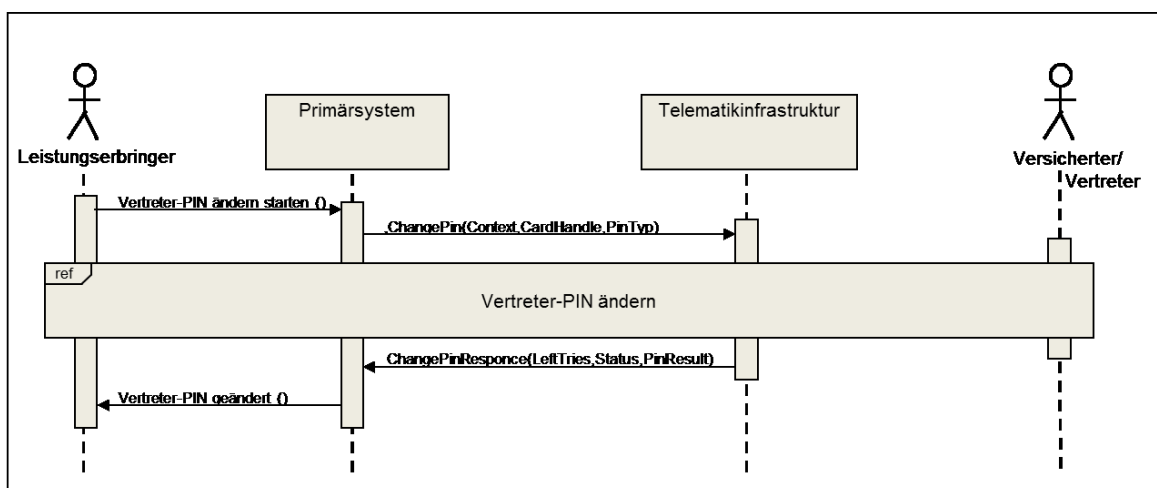 Primärsystem
Telematikinfrastruktur
Leistungserbringer
Versicherter/
Vertreter
Vertreter-PIN ändern starten ()
,ChangePin(Context,CardHandle,PinTyp)
ref
Vertreter-PIN ändern
ChangePinResponce(LeftTries,Status,PinResult)
Vertreter-PIN geändert ()